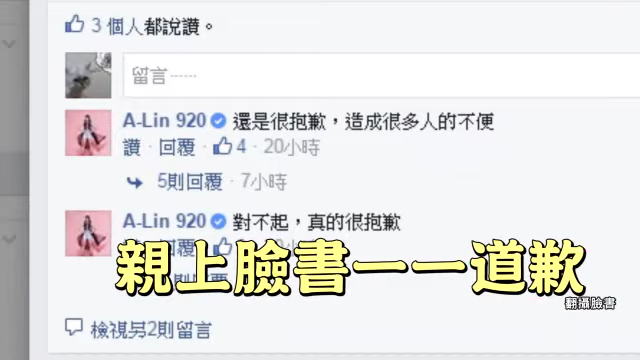 3 個人都說讚。
留言……
A-Lin 920 還是很抱歉，造成很多人的不便
讚 · 回覆 · 4 · 20小時
5則回覆 · 7小時
A-Lin 920 對不起，真的很抱歉
親上臉書一一道歉
翻攝臉書
檢視另2則留言